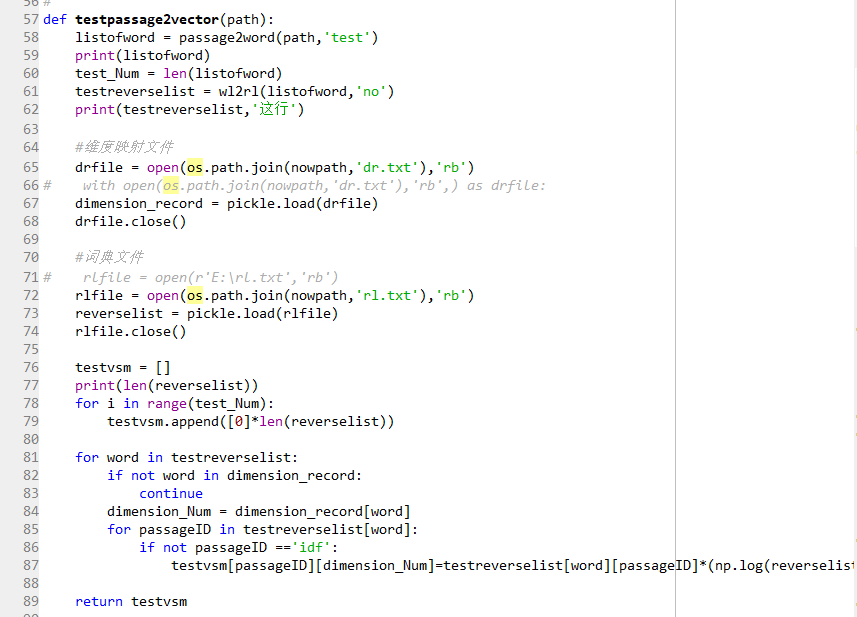 56 #
57 def testpassage2vector(path):
58     listofword = passage2word(path,'test')
59     print(listofword)
60     test_Num = len(listofword)
61     testreverselist = wl2rl(listofword,'no')
62     print(testreverselist,'这行')
63
64     #维度映射文件
65     drfile = open(os.path.join(nowpath,'dr.txt'),'rb')
66 #    with open(os.path.join(nowpath,'dr.txt'),'rb',) as drfile:
67     dimension_record = pickle.load(drfile)
68     drfile.close()
69
70     #词典文件
71 #    rlfile = open(r'E:\rl.txt','rb')
72     rlfile = open(os.path.join(nowpath,'rl.txt'),'rb')
73     reverselist = pickle.load(rlfile)
74     rlfile.close()
75
76     testvsm = []
77     print(len(reverselist))
78     for i in range(test_Num):
79         testvsm.append([0]*len(reverselist))
80
81     for word in testreverselist:
82         if not word in dimension_record:
83             continue
84         dimension_Num = dimension_record[word]
85         for passageID in testreverselist[word]:
86             if not passageID =='idf':
87                 testvsm[passageID][dimension_Num]=testreverselist[word][passageID]*(np.log(reverselist
88
89     return testvsm